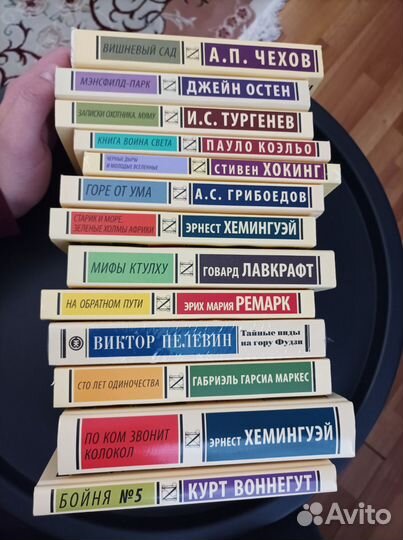 ВИШНЕВЫЙ САД А.П. ЧЕХОВ
МЭНСФИЛД-ПАРК ДЖЕЙН ОСТЕН
ЗАПИСКИ ОХОТНИКА. МУМУ И.С. ТУРГЕНЕВ
КНИГА ВОИНА СВЕТА ПАУЛО КОЭЛЬО
ЧЕРНЫЕ ДЫРЫ
И МОЛОДЫЕ ВСЕЛЕННЫЕ СТИВЕН ХОКИНГ
ГОРЕ ОТ УМА А.С. ГРИБОЕДОВ
СТАРИК И МОРЕ.
ЗЕЛЕНЫЕ ХОЛМЫ АФРИКИ ЭРНЕСТ ХЕМИНГУЭЙ
МИФЫ КТУЛХУ ГОВАРД ЛАВКРАФТ
НА ОБРАТНОМ ПУТИ ЭРИХ МАРИЯ РЕМАРК
ВИКТОР ПЕЛЕВИН Тайные виды
на гору Фудзи
СТО ЛЕТ ОДИНОЧЕСТВА ГАБРИЭЛЬ ГАРСИА МАРКЕС
ПО КОМ ЗВОНИТ
КОЛОКОЛ ЭРНЕСТ ХЕМИНГУЭЙ
БОЙНЯ №5 КУРТ ВОННЕГУТ
Avito